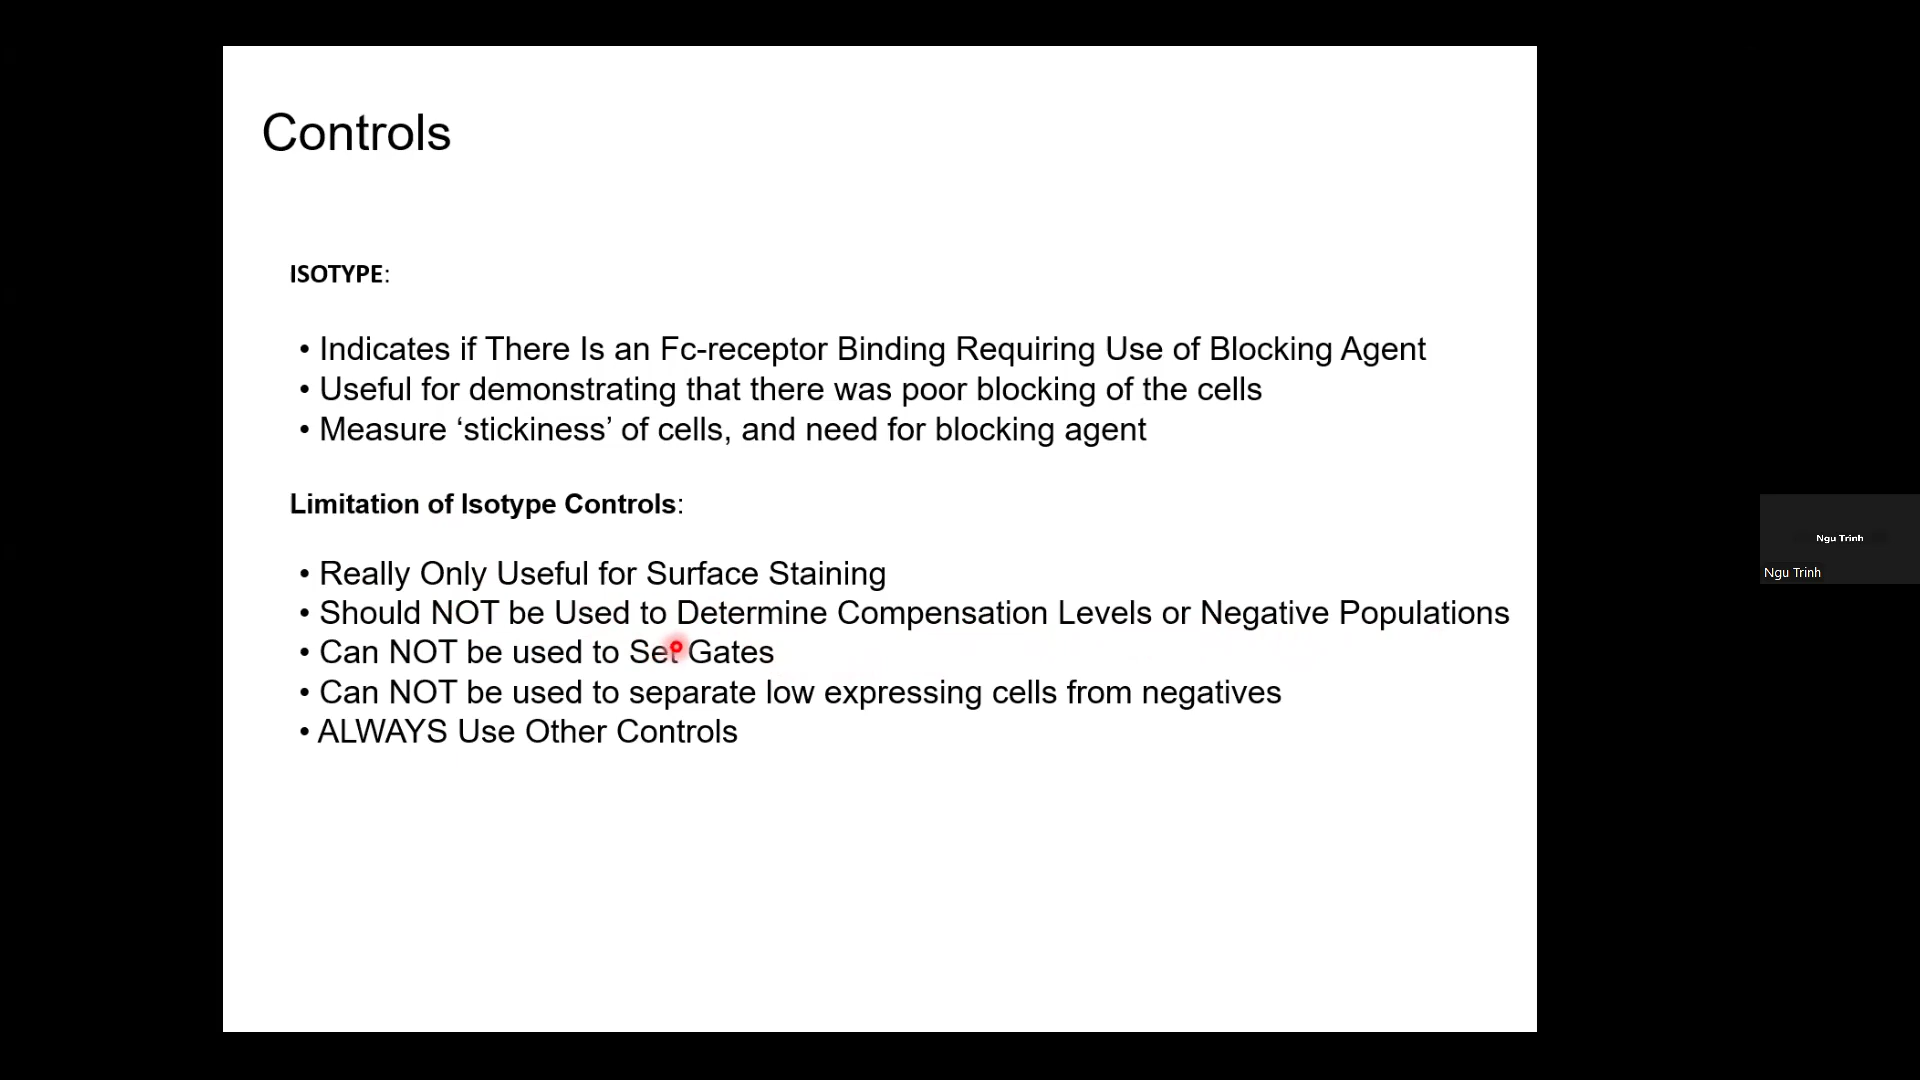 Controls
ISOTYPE:
• Indicates if There Is an Fc-receptor Binding Requiring Use of Blocking Agent
• Useful for demonstrating that there was poor blocking of the cells
• Measure ‘stickiness’ of cells, and need for blocking agent
Limitation of Isotype Controls:
• Really Only Useful for Surface Staining
• Should NOT be Used to Determine Compensation Levels or Negative Populations
• Can NOT be used to Set Gates
• Can NOT be used to separate low expressing cells from negatives
• ALWAYS Use Other Controls
Ngu Trinh
Ngu Trinh